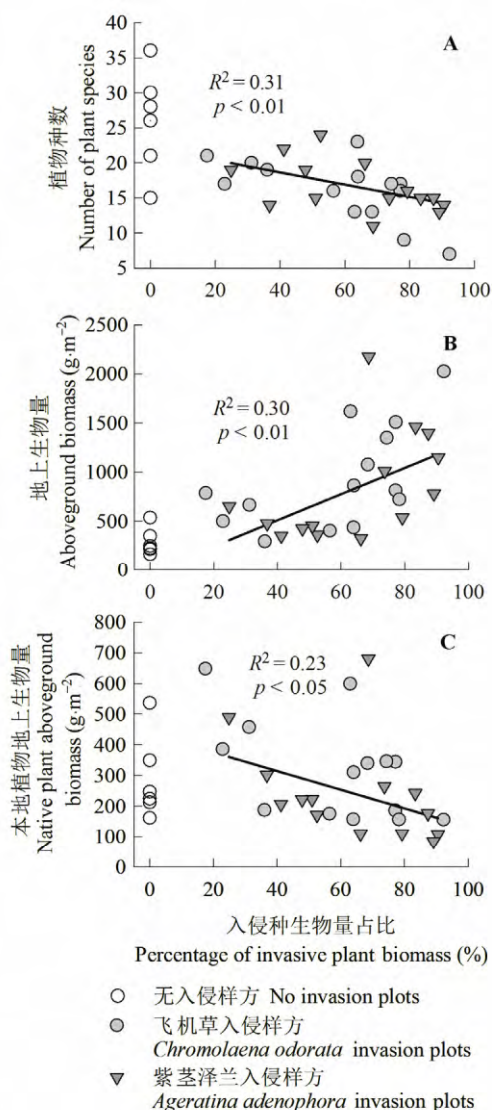 A
R² = 0.31
p < 0.01
植物种数
Number of plant species
40
35
30
25
20
15
10
5
0 20 40 60 80 100
B
R² = 0.30
p < 0.01
地上生物量
Aboveground biomass (g·m⁻²)
2500
2000
1500
1000
500
0
0 20 40 60 80 100
C
R² = 0.23
p < 0.05
本地植物地上生物量
Native plant aboveground
biomass (g·m⁻²)
800
700
600
500
400
300
200
100
0
0 20 40 60 80 100
入侵种生物量占比
Percentage of invasive plant biomass (%)
无入侵样方 No invasion plots
飞机草入侵样方
Chromolaena odorata invasion plots
紫茎泽兰入侵样方
Ageratina adenophora invasion plots